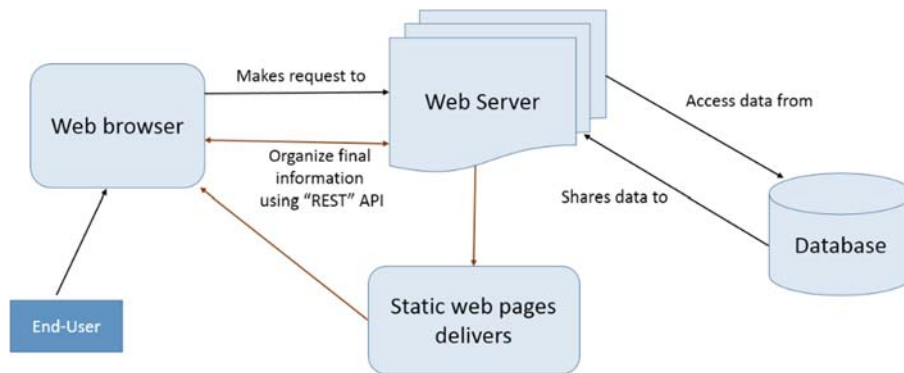 Makes request to
Web Server
Access data from
Web browser
Organize final
information
using “REST” API
Shares data to
Database
Static web pages
delivers
End-User